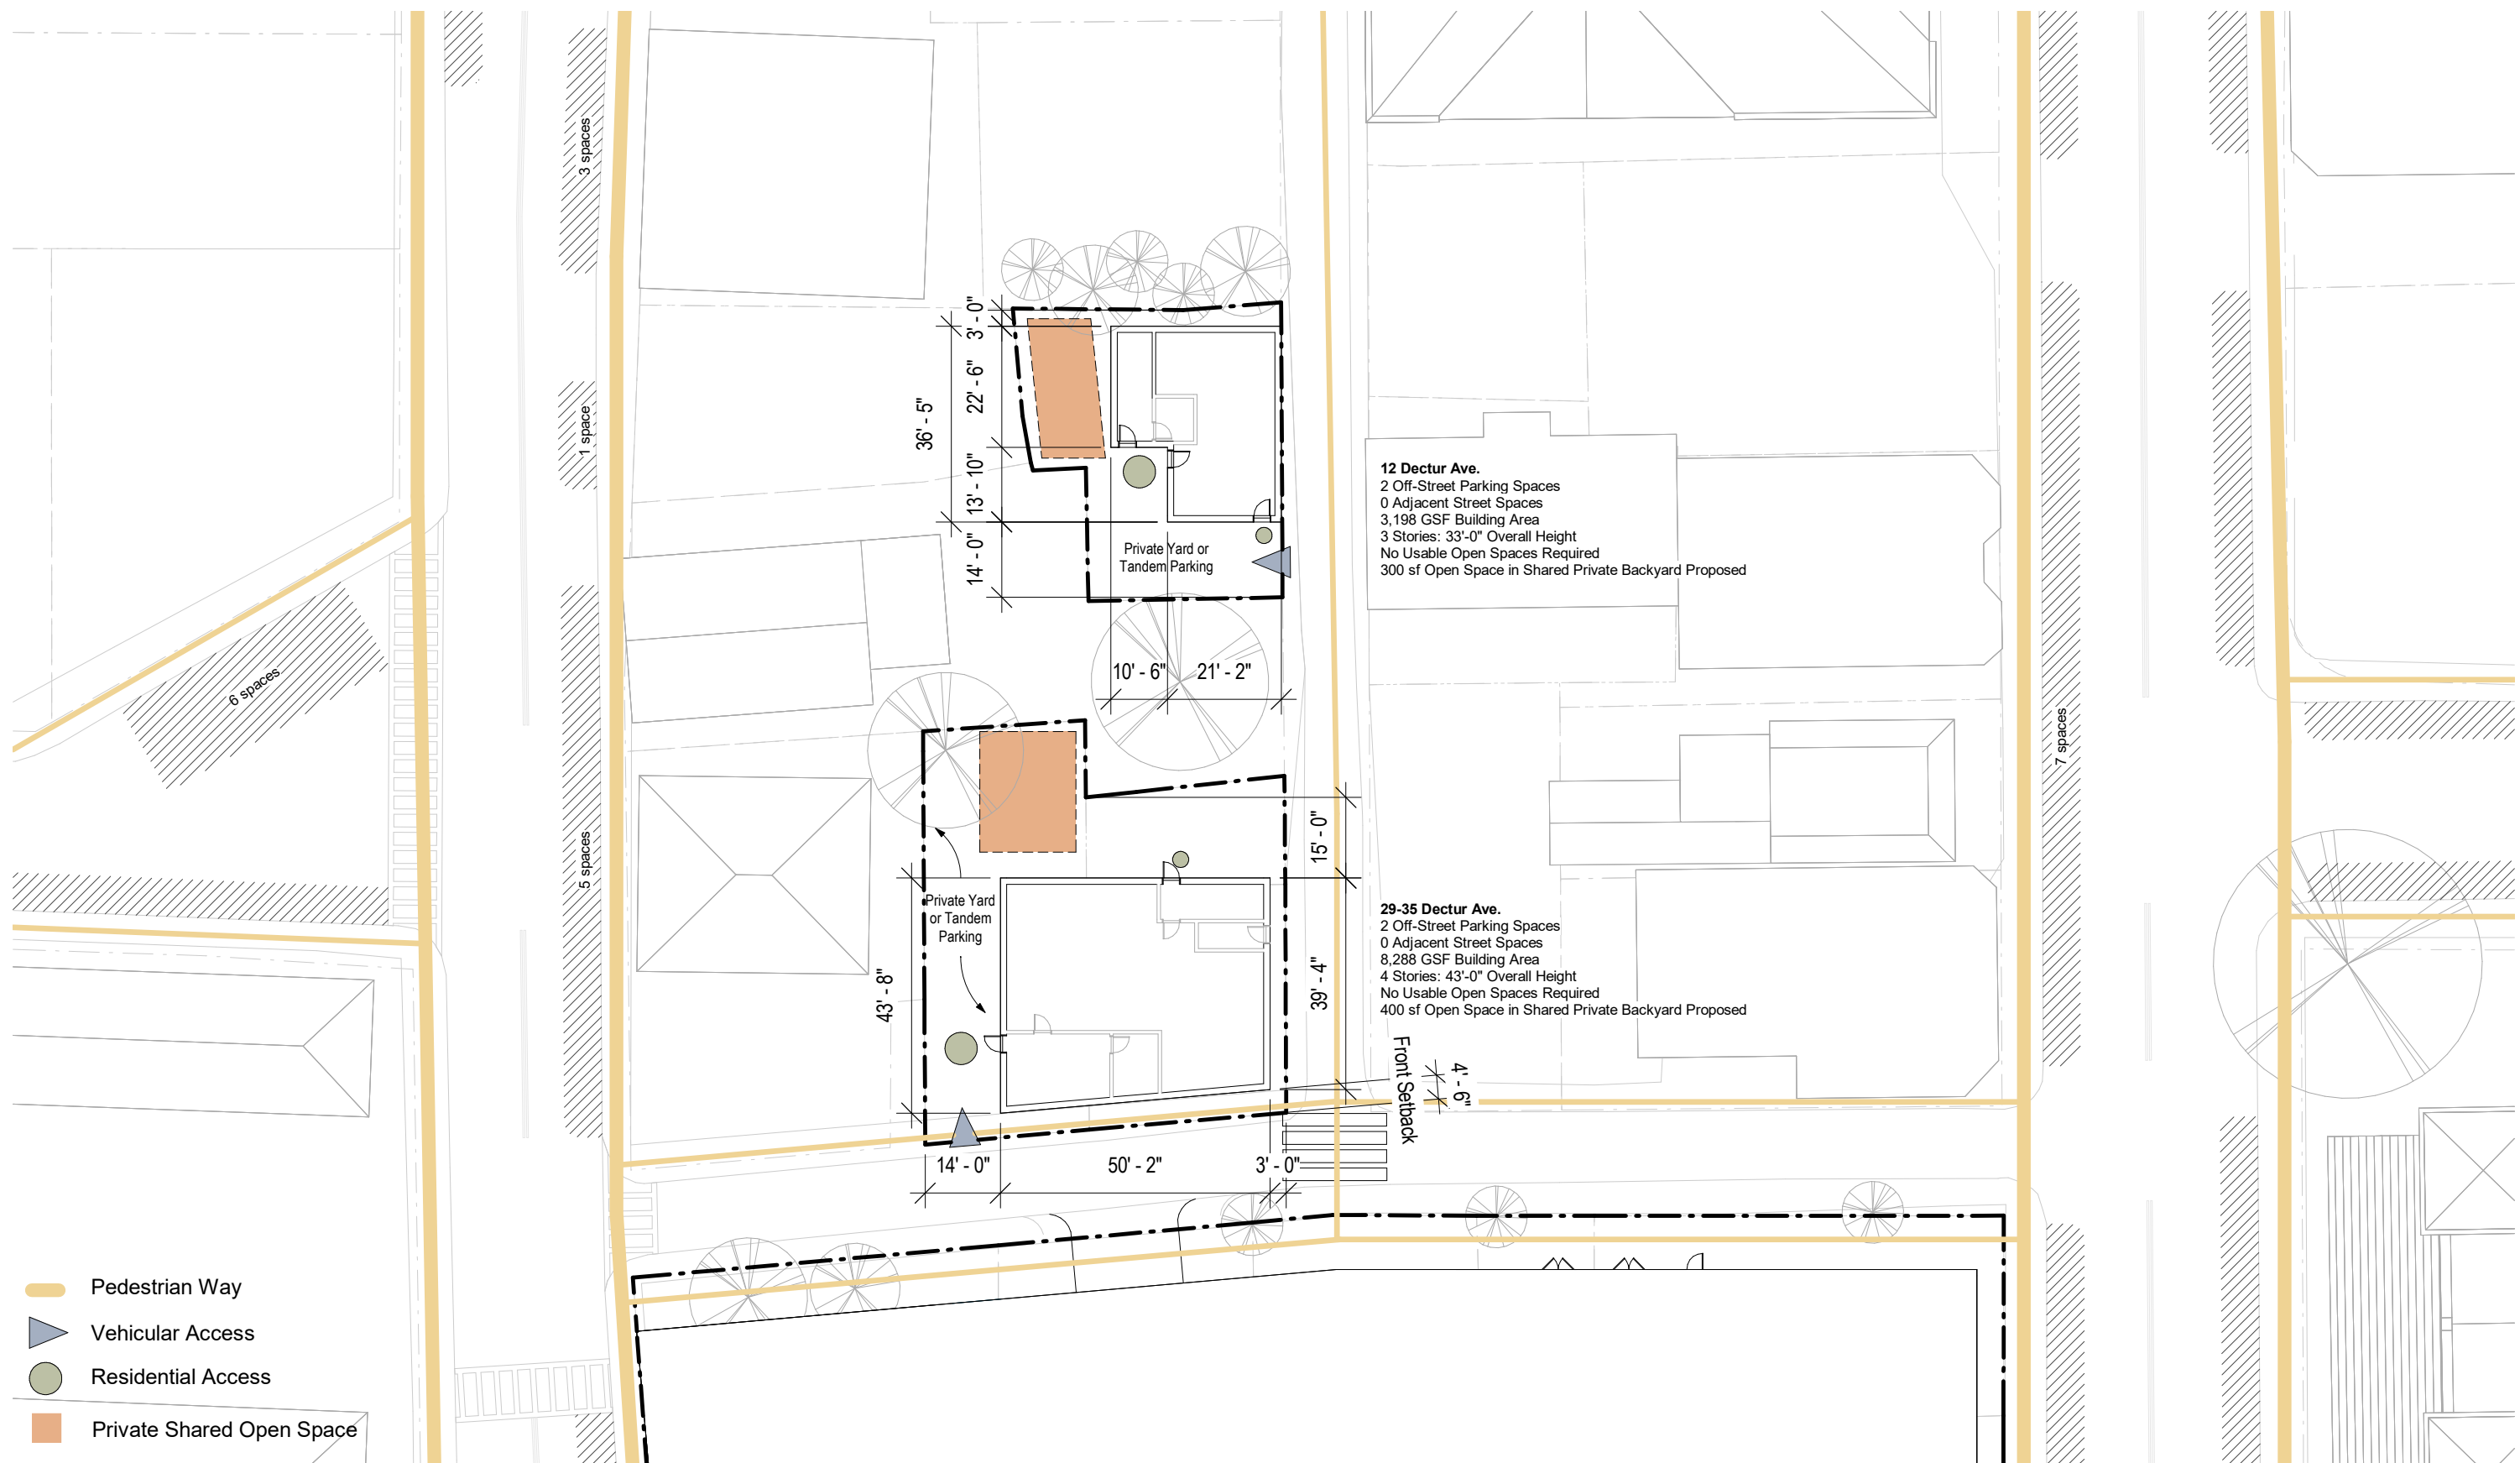 3 spaces
1 space
6 spaces
5 spaces
7 spaces
3' - 0"
22' - 6"
36' - 5"
13' - 10"
14' - 0"
Private Yard or
Tandem Parking
10' - 6"
21' - 2"
12 Dectur Ave.
2 Off-Street Parking Spaces
0 Adjacent Street Spaces
3,198 GSF Building Area
3 Stories: 33'-0" Overall Height
No Usable Open Spaces Required
300 sf Open Space in Shared Private Backyard Proposed
15' - 0"
Private Yard
or Tandem
Parking
43' - 8"
39' - 4"
29-35 Dectur Ave.
2 Off-Street Parking Spaces
0 Adjacent Street Spaces
8,288 GSF Building Area
4 Stories: 43'-0" Overall Height
No Usable Open Spaces Required
400 sf Open Space in Shared Private Backyard Proposed
Front Setback
4' - 6"
14' - 0"
50' - 2"
3' - 0"
Pedestrian Way
Vehicular Access
Residential Access
Private Shared Open Space